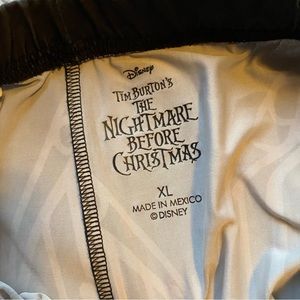 Disney
TIM BURTON'S
THE
NIGHTMARE
BEFORE
CHRISTMAS
XL
MADE IN MEXICO
© DISNEY